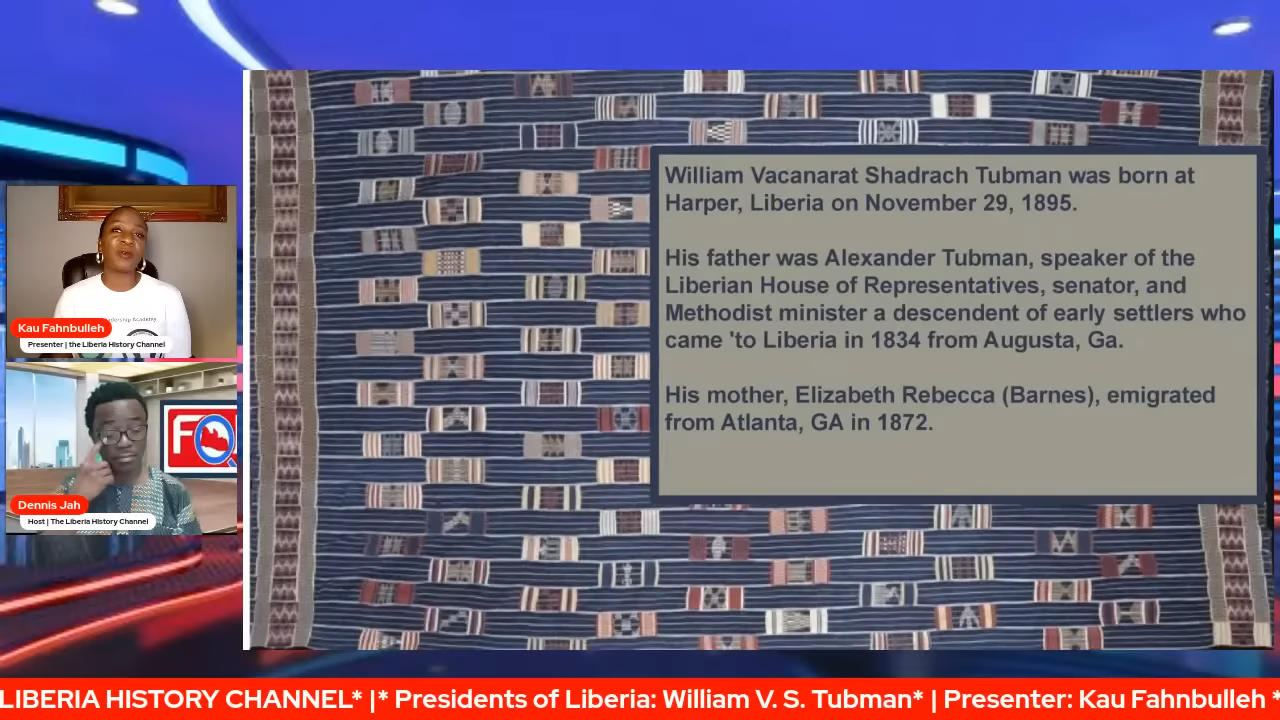 William Vacanarat Shadrach Tubman was born at
Harper, Liberia on November 29, 1895.
His father was Alexander Tubman, speaker of the
Liberian House of Representatives, senator, and
Methodist minister a descendent of early settlers who
came 'to Liberia in 1834 from Augusta, Ga.
His mother, Elizabeth Rebecca (Barnes), emigrated
from Atlanta, GA in 1872.
Kau Fahnbulleh
Presenter | the Liberia History Channel
Dennis Jah
Host | The Liberia History Channel
LIBERIA HISTORY CHANNEL* |* Presidents of Liberia: William V. S. Tubman* | Presenter: Kau Fahnbulleh *